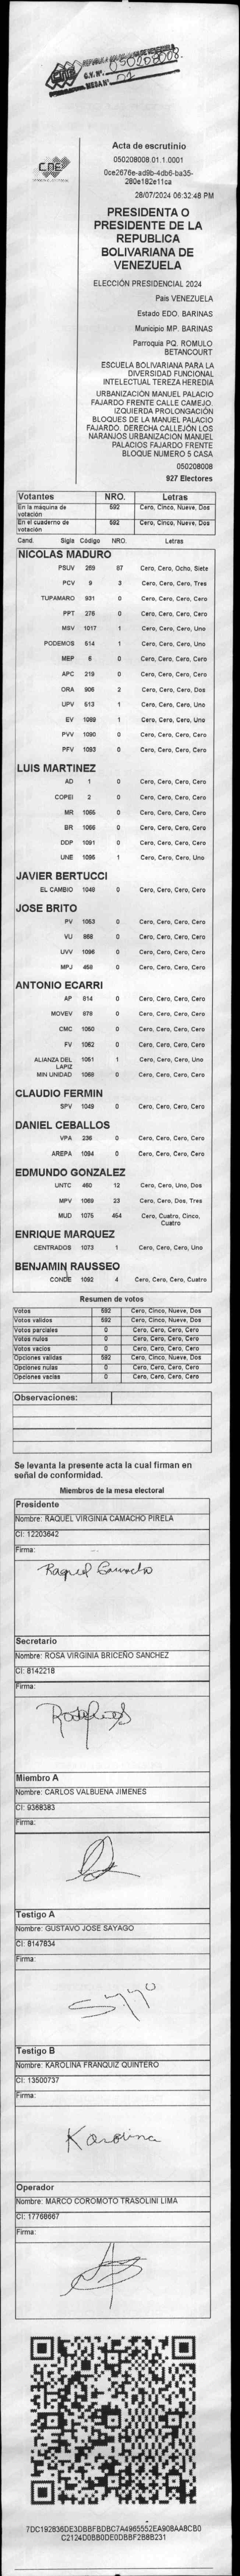 REPUBLICA BOLIVARIANA DE VENEZUELA
CNE
C.V. Nº 050208008
MESA Nº 01
CNE
Acta de escrutinio
050208008.01.1.0001
0ce2676e-ad9b-4db6-ba35-
280e182e11ca
28/07/2024 06:32:48 PM
PRESIDENTA O
PRESIDENTE DE LA
REPUBLICA
BOLIVARIANA DE
VENEZUELA
ELECCIÓN PRESIDENCIAL 2024
Pais VENEZUELA
Estado EDO. BARINAS
Municipio MP. BARINAS
Parroquia PQ. ROMULO
BETANCOURT
ESCUELA BOLIVARIANA PARA LA
DIVERSIDAD FUNCIONAL
INTELECTUAL TEREZA HEREDIA
URBANIZACIÓN MANUEL PALACIO
FAJARDO FRENTE CALLE CAMEJO.
IZQUIERDA PROLONGACIÓN
BLOQUES DE LA MANUEL PALACIO
FAJARDO. DERECHA CALLEJÓN LOS
NARANJOS URBANIZACION MANUEL
PALACIOS FAJARDO FRENTE
BLOQUE NUMERO 5 CASA
050208008
927 Electores
Votantes NRO. Letras
En la máquina de votación 592 Cero, Cinco, Nueve, Dos
En el cuaderno de votación 592 Cero, Cinco, Nueve, Dos
Cand. Sigla Código NRO. Letras
NICOLAS MADURO
PSUV 269 87 Cero, Cero, Ocho, Siete
PCV 9 3 Cero, Cero, Cero, Tres
TUPAMARO 931 0 Cero, Cero, Cero, Cero
PPT 276 0 Cero, Cero, Cero, Cero
MSV 1017 1 Cero, Cero, Cero, Uno
PODEMOS 514 1 Cero, Cero, Cero, Uno
MEP 6 0 Cero, Cero, Cero, Cero
APC 219 0 Cero, Cero, Cero, Cero
ORA 906 2 Cero, Cero, Cero, Dos
UPV 513 1 Cero, Cero, Cero, Uno
EV 1089 1 Cero, Cero, Cero, Uno
PVV 1090 0 Cero, Cero, Cero, Cero
PFV 1093 0 Cero, Cero, Cero, Cero
LUIS MARTINEZ
AD 1 0 Cero, Cero, Cero, Cero
COPEI 2 0 Cero, Cero, Cero, Cero
MR 1065 0 Cero, Cero, Cero, Cero
BR 1066 0 Cero, Cero, Cero, Cero
DDP 1091 0 Cero, Cero, Cero, Cero
UNE 1095 1 Cero, Cero, Cero, Uno
JAVIER BERTUCCI
EL CAMBIO 1048 0 Cero, Cero, Cero, Cero
JOSE BRITO
PV 1053 0 Cero, Cero, Cero, Cero
VU 868 0 Cero, Cero, Cero, Cero
UVV 1096 0 Cero, Cero, Cero, Cero
MPJ 458 0 Cero, Cero, Cero, Cero
ANTONIO ECARRI
AP 814 0 Cero, Cero, Cero, Cero
MOVEV 978 0 Cero, Cero, Cero, Cero
CMC 1050 0 Cero, Cero, Cero, Cero
FV 1052 0 Cero, Cero, Cero, Cero
ALIANZA DEL LAPIZ 1051 1 Cero, Cero, Cero, Uno
MIN UNIDAD 1088 0 Cero, Cero, Cero, Cero
CLAUDIO FERMIN
SPV 1049 0 Cero, Cero, Cero, Cero
DANIEL CEBALLOS
VPA 236 0 Cero, Cero, Cero, Cero
AREPA 1094 0 Cero, Cero, Cero, Cero
EDMUNDO GONZALEZ
UNTC 460 12 Cero, Cero, Uno, Dos
MPV 1069 23 Cero, Cero, Dos, Tres
MUD 1075 454 Cero, Cuatro, Cinco,
Cuatro
ENRIQUE MARQUEZ
CENTRADOS 1073 1 Cero, Cero, Cero, Uno
BENJAMIN RAUSSEO
CONDE 1092 4 Cero, Cero, Cero, Cuatro
Resumen de votos
Votos 592 Cero, Cinco, Nueve, Dos
Votos validos 592 Cero, Cinco, Nueve, Dos
Votos parciales 0 Cero, Cero, Cero, Cero
Votos nulos 0 Cero, Cero, Cero, Cero
Votos vacíos 0 Cero, Cero, Cero, Cero
Opciones validas 592 Cero, Cinco, Nueve, Dos
Opciones nulas 0 Cero, Cero, Cero, Cero
Opciones vacias 0 Cero, Cero, Cero, Cero
Observaciones:
Se levanta la presente acta la cual firman en
señal de conformidad.
Miembros de la mesa electoral
Presidente
Nombre: RAQUEL VIRGINIA CAMACHO PIRELA
CI: 12203642
Firma:
Raquel Camacho
Secretario
Nombre: ROSA VIRGINIA BRICEÑO SANCHEZ
CI: 8142218
Firma:
Miembro A
Nombre: CARLOS VALBUENA JIMENES
CI: 9368383
Firma:
Testigo A
Nombre: GUSTAVO JOSE SAYAGO
CI: 8147834
Firma:
Testigo B
Nombre: KAROLINA FRANQUIZ QUINTERO
CI: 13500737
Firma:
Karolina
Operador
Nombre: MARCO COROMOTO TRASOLINI LIMA
CI: 17768667
Firma:
7DC192836DE3DBBFBDBC7A4965552EA908AA8CB0
C2124D0BB0DE0DBBF2B8B231